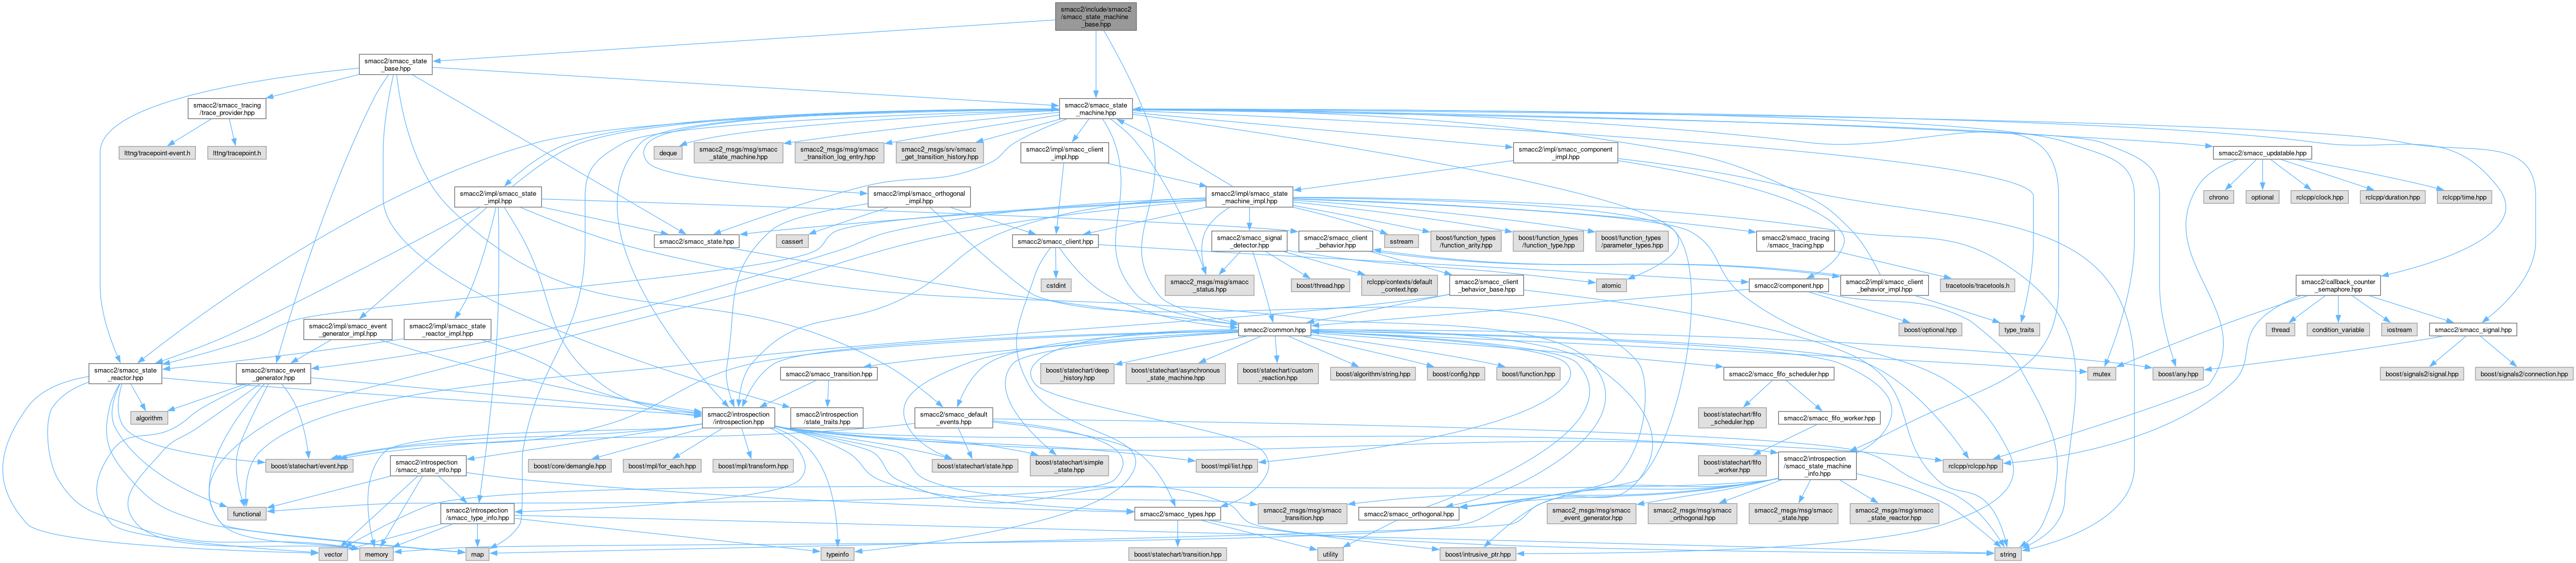 smacc2/include/smacc2
/smacc_state_machine
_base.hpp
smacc2/smacc_state
_base.hpp
smacc2/smacc_tracing
/trace_provider.hpp
smacc2/smacc_state
_machine.hpp
lttng/tracepoint-event.h
lttng/tracepoint.h
deque
smacc2_msgs/msg/smacc
_state_machine.hpp
smacc2_msgs/msg/smacc
_transition_log_entry.hpp
smacc2_msgs/srv/smacc
_get_transition_history.hpp
smacc2/impl/smacc_client
_impl.hpp
smacc2/impl/smacc_component
_impl.hpp
smacc2/smacc_updatable.hpp
smacc2/impl/smacc_state
_impl.hpp
smacc2/impl/smacc_orthogonal
_impl.hpp
smacc2/impl/smacc_state
_machine_impl.hpp
chrono
optional
rclcpp/clock.hpp
rclcpp/duration.hpp
rclcpp/time.hpp
smacc2/smacc_state.hpp
cassert
smacc2/smacc_client.hpp
smacc2/smacc_signal
_detector.hpp
smacc2/smacc_client
_behavior.hpp
sstream
boost/function_types
/function_arity.hpp
boost/function_types
/function_type.hpp
boost/function_types
/parameter_types.hpp
smacc2/smacc_tracing
/smacc_tracing.hpp
cstdint
smacc2_msgs/msg/smacc
_status.hpp
boost/thread.hpp
rclcpp/contexts/default
_context.hpp
smacc2/smacc_client
_behavior_base.hpp
atomic
smacc2/component.hpp
smacc2/impl/smacc_client
_behavior_impl.hpp
tracetools/tracetools.h
smacc2/callback_counter
_semaphore.hpp
smacc2/impl/smacc_event
_generator_impl.hpp
smacc2/impl/smacc_state
_reactor_impl.hpp
smacc2/common.hpp
boost/optional.hpp
type_traits
thread
condition_variable
iostream
smacc2/smacc_signal.hpp
smacc2/smacc_state
_reactor.hpp
smacc2/smacc_event
_generator.hpp
smacc2/smacc_transition.hpp
boost/statechart/deep
_history.hpp
boost/statechart/asynchronous
_state_machine.hpp
boost/statechart/custom
_reaction.hpp
boost/algorithm/string.hpp
boost/config.hpp
boost/function.hpp
smacc2/smacc_fifo_scheduler.hpp
mutex
boost/any.hpp
boost/signals2/signal.hpp
boost/signals2/connection.hpp
algorithm
smacc2/introspection
/introspection.hpp
smacc2/introspection
/state_traits.hpp
smacc2/smacc_default
_events.hpp
boost/statechart/fifo
_scheduler.hpp
smacc2/smacc_fifo_worker.hpp
boost/statechart/event.hpp
smacc2/introspection
/smacc_state_info.hpp
boost/core/demangle.hpp
boost/mpl/for_each.hpp
boost/mpl/transform.hpp
boost/statechart/state.hpp
boost/statechart/simple
_state.hpp
boost/mpl/list.hpp
boost/statechart/fifo
_worker.hpp
smacc2/introspection
/smacc_state_machine
_info.hpp
rclcpp/rclcpp.hpp
functional
smacc2/introspection
/smacc_type_info.hpp
smacc2/smacc_types.hpp
smacc2_msgs/msg/smacc
_transition.hpp
smacc2/smacc_orthogonal.hpp
smacc2_msgs/msg/smacc
_event_generator.hpp
smacc2_msgs/msg/smacc
_orthogonal.hpp
smacc2_msgs/msg/smacc
_state.hpp
smacc2_msgs/msg/smacc
_state_reactor.hpp
vector
memory
map
typeinfo
boost/statechart/transition.hpp
utility
boost/intrusive_ptr.hpp
string